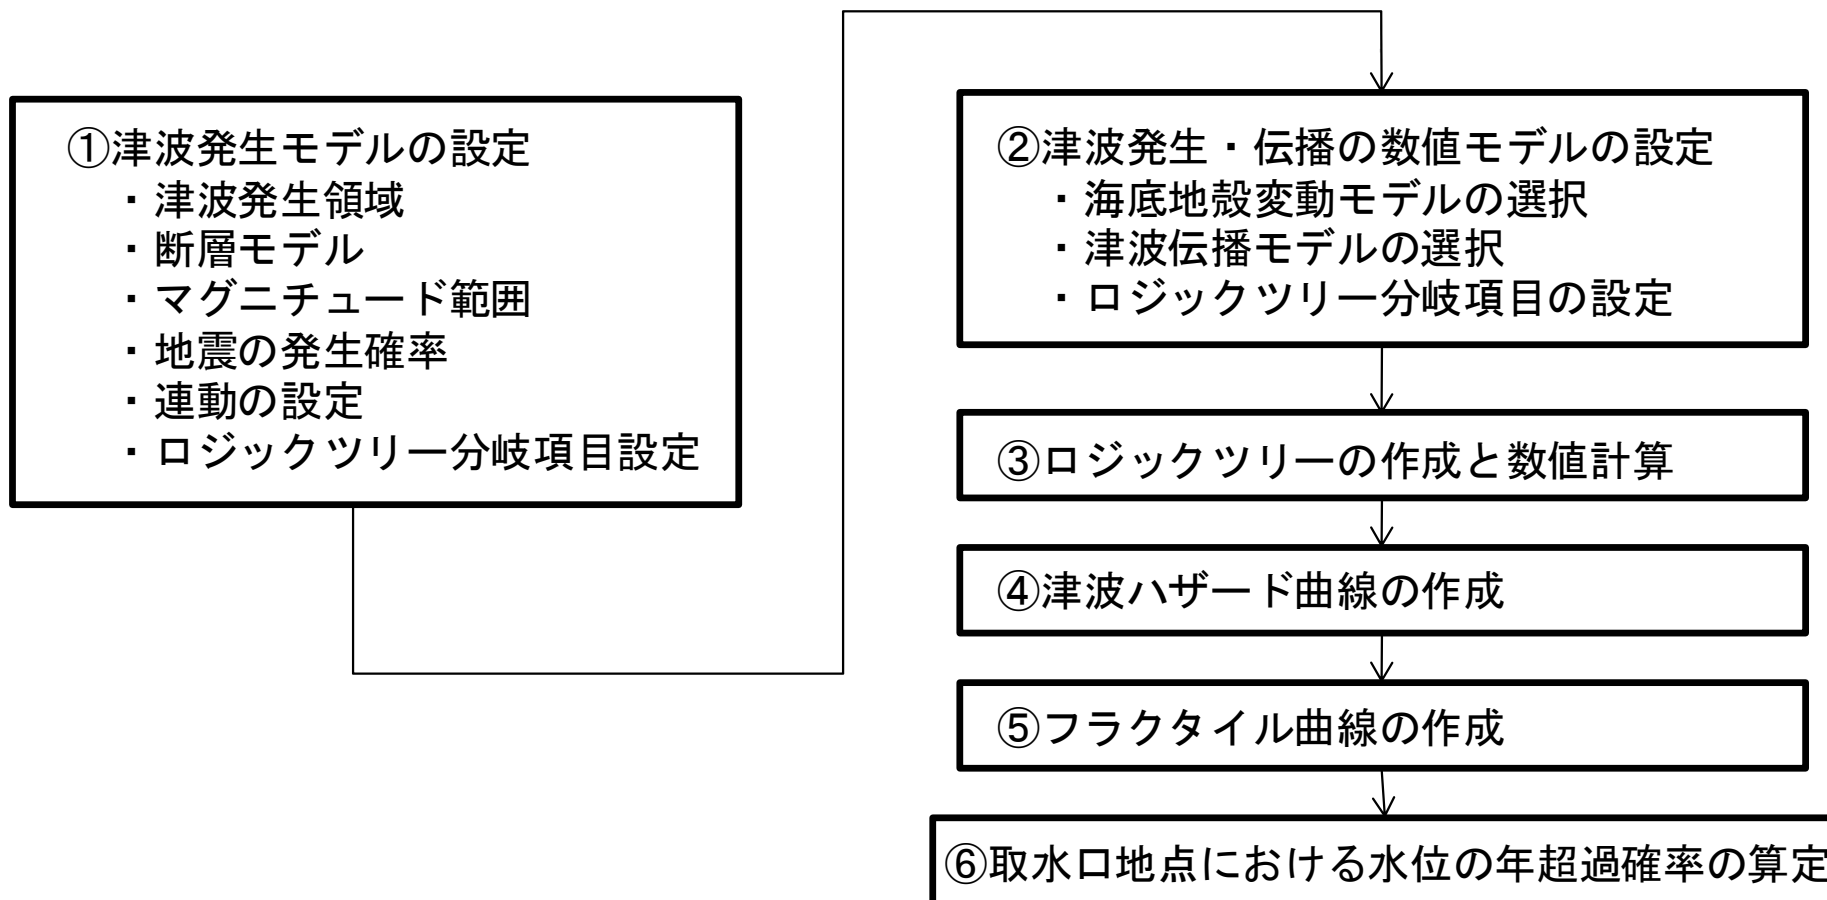 ①津波発生モデルの設定
・津波発生領域
・断層モデル
・マグニチュード範囲
・地震の発生確率
・連動の設定
・ロジックツリー分岐項目設定
②津波発生・伝播の数値モデルの設定
・海底地殻変動モデルの選択
・津波伝播モデルの選択
・ロジックツリー分岐項目の設定
③ロジックツリーの作成と数値計算
④津波ハザード曲線の作成
⑤フラクタイル曲線の作成
⑥取水口地点における水位の年超過確率の算定